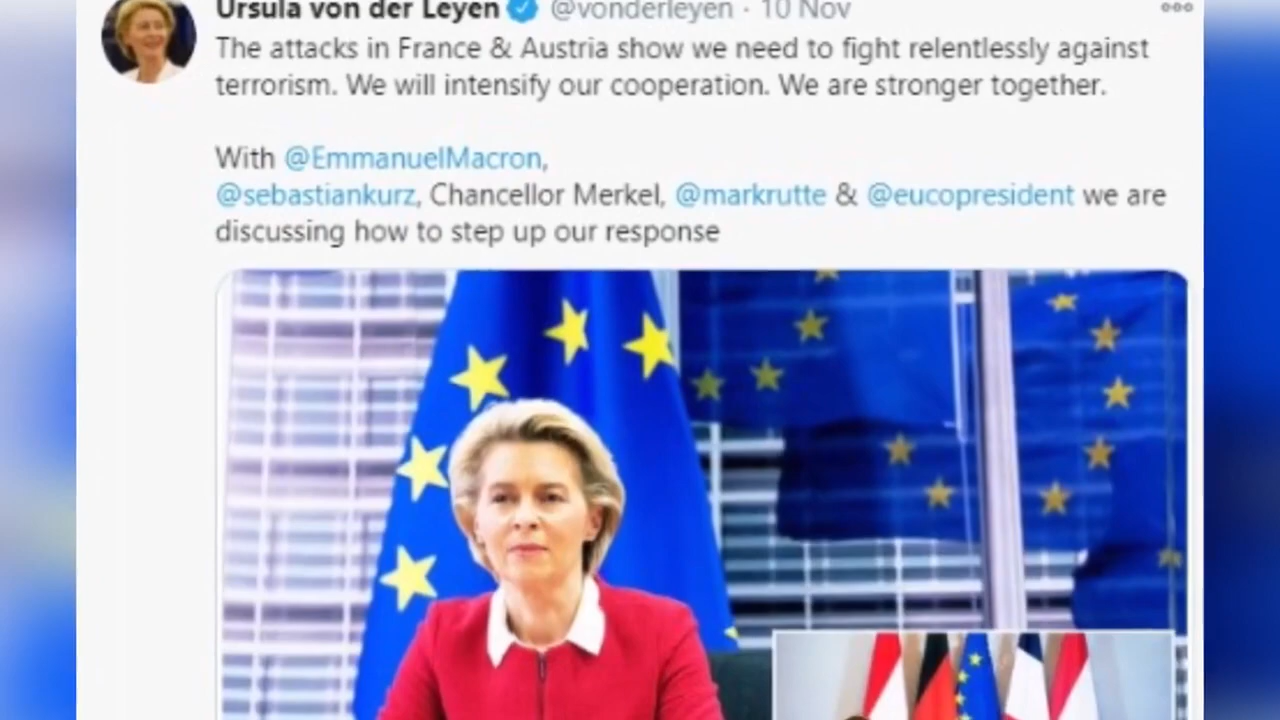 Ursula von der Leyen @vonderleyen · 10 Nov
The attacks in France & Austria show we need to fight relentlessly against
terrorism. We will intensify our cooperation. We are stronger together.
With @EmmanuelMacron,
@sebastiankurz, Chancellor Merkel, @markrutte & @eucopresident we are
discussing how to step up our response